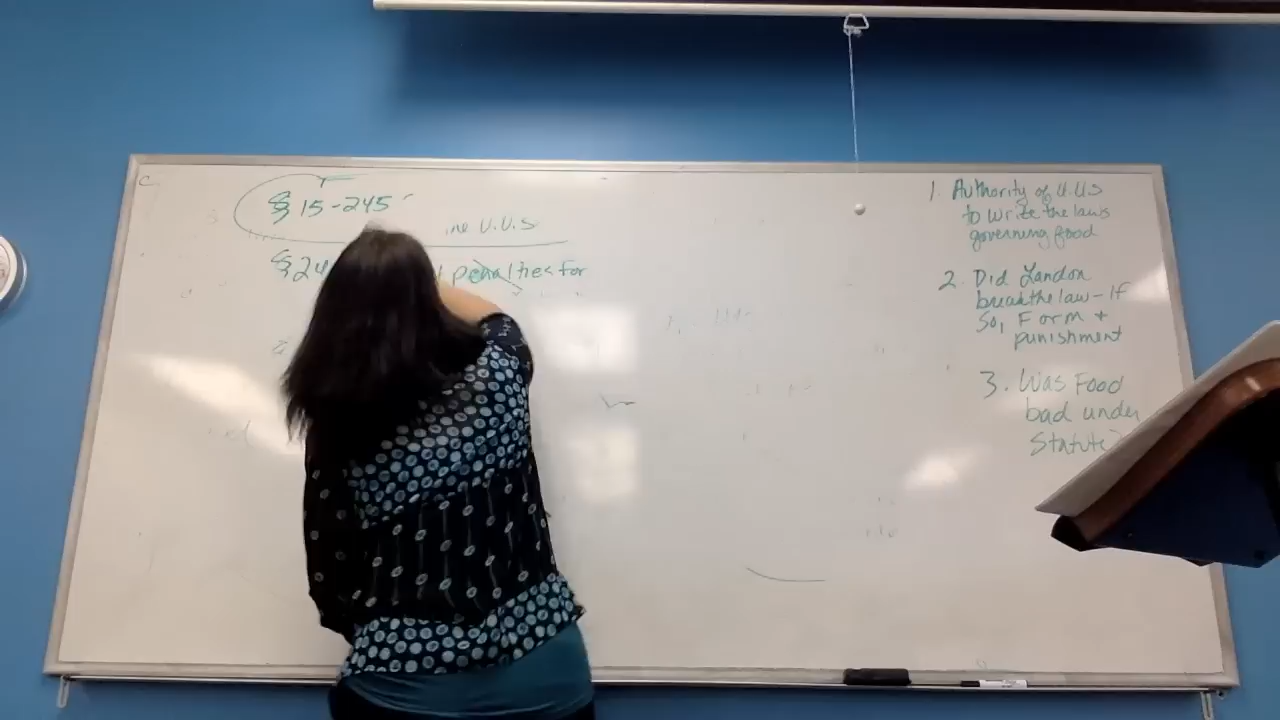 § 15-245
the U.U.S
§ 24
penalties for
1. Authority of U.U.S
to write the laws
governing food
2. Did Landon
break the law - If
So, Form +
punishment
3. Was Food
bad under
Statute?